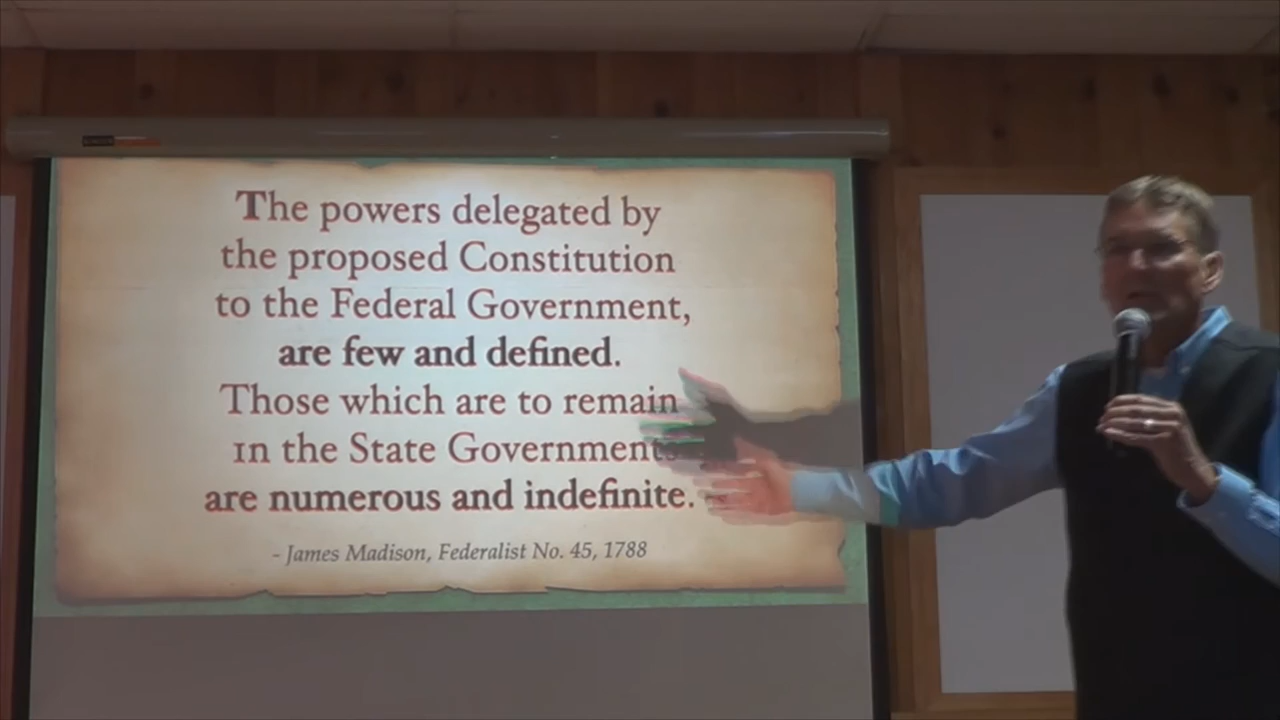 The powers delegated by
the proposed Constitution
to the Federal Government,
are few and defined.
Those which are to remain
in the State Governments
are numerous and indefinite.
- James Madison, Federalist No. 45, 1788